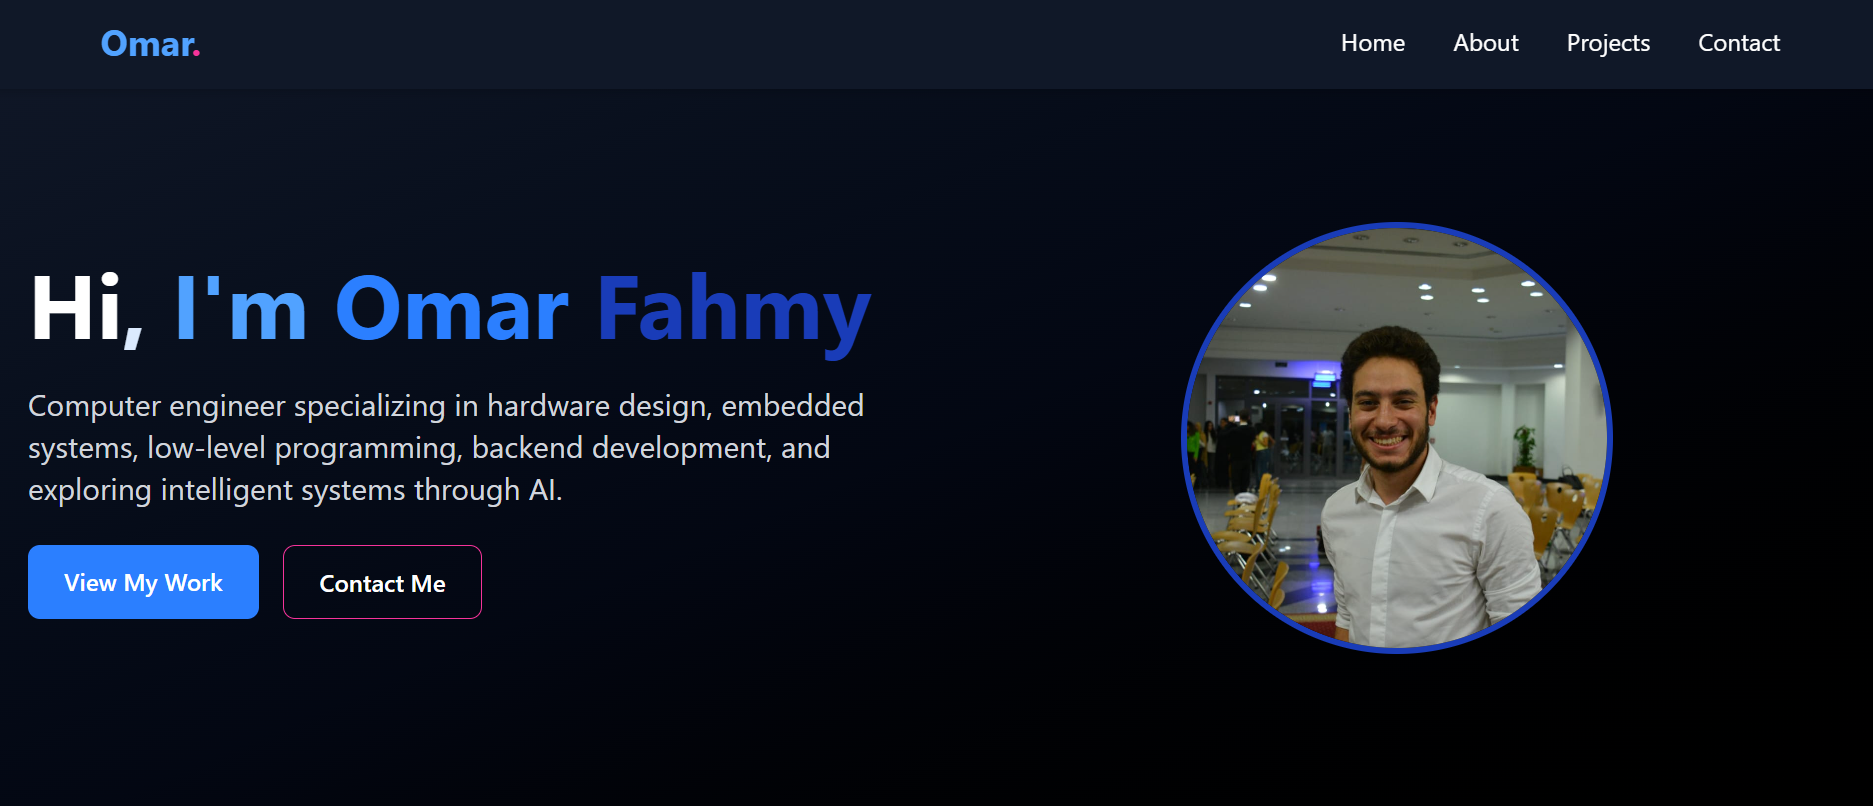 Omar.
Home About Projects Contact
Hi, I'm Omar Fahmy
Computer engineer specializing in hardware design, embedded
systems, low-level programming, backend development, and
exploring intelligent systems through AI.
View My Work
Contact Me